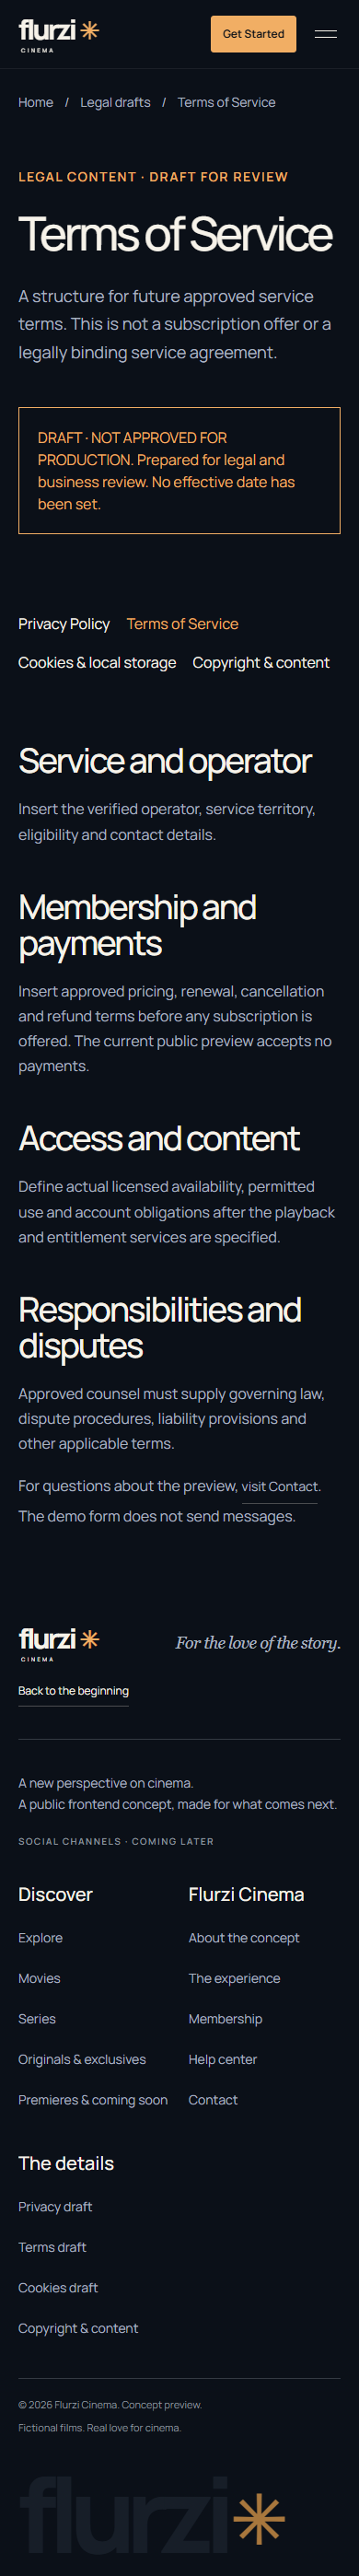 flurzi
CINEMA
Get Started
Home / Legal drafts / Terms of Service
LEGAL CONTENT · DRAFT FOR REVIEW
Terms of Service
A structure for future approved service
terms. This is not a subscription offer or a
legally binding service agreement.
DRAFT · NOT APPROVED FOR
PRODUCTION. Prepared for legal and
business review. No effective date has
been set.
Privacy Policy Terms of Service
Cookies & local storage Copyright & content
Service and operator
Insert the verified operator, service territory,
eligibility and contact details.
Membership and
payments
Insert approved pricing, renewal, cancellation
and refund terms before any subscription is
offered. The current public preview accepts no
payments.
Access and content
Define actual licensed availability, permitted
use and account obligations after the playback
and entitlement services are specified.
Responsibilities and
disputes
Approved counsel must supply governing law,
dispute procedures, liability provisions and
other applicable terms.
For questions about the preview, visit Contact.
The demo form does not send messages.
flurzi
CINEMA
For the love of the story.
Back to the beginning
A new perspective on cinema.
A public frontend concept, made for what comes next.
SOCIAL CHANNELS · COMING LATER
Discover
Explore
Movies
Series
Originals & exclusives
Premieres & coming soon
Flurzi Cinema
About the concept
The experience
Membership
Help center
Contact
The details
Privacy draft
Terms draft
Cookies draft
Copyright & content
© 2026 Flurzi Cinema. Concept preview.
Fictional films. Real love for cinema.
flurzi